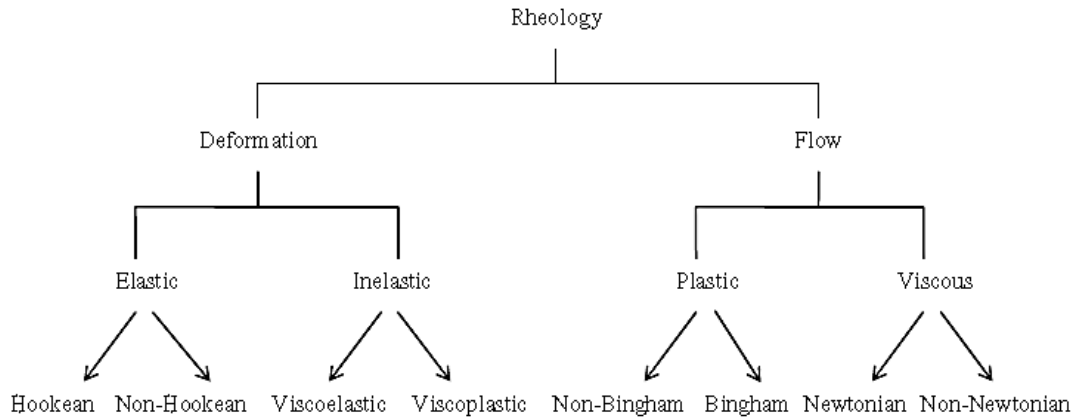 Rheology
Deformation Flow
Elastic Inelastic Plastic Viscous
Hookean Non-Hookean Viscoelastic Viscoplastic Non-Bingham Bingham Newtonian Non-Newtonian